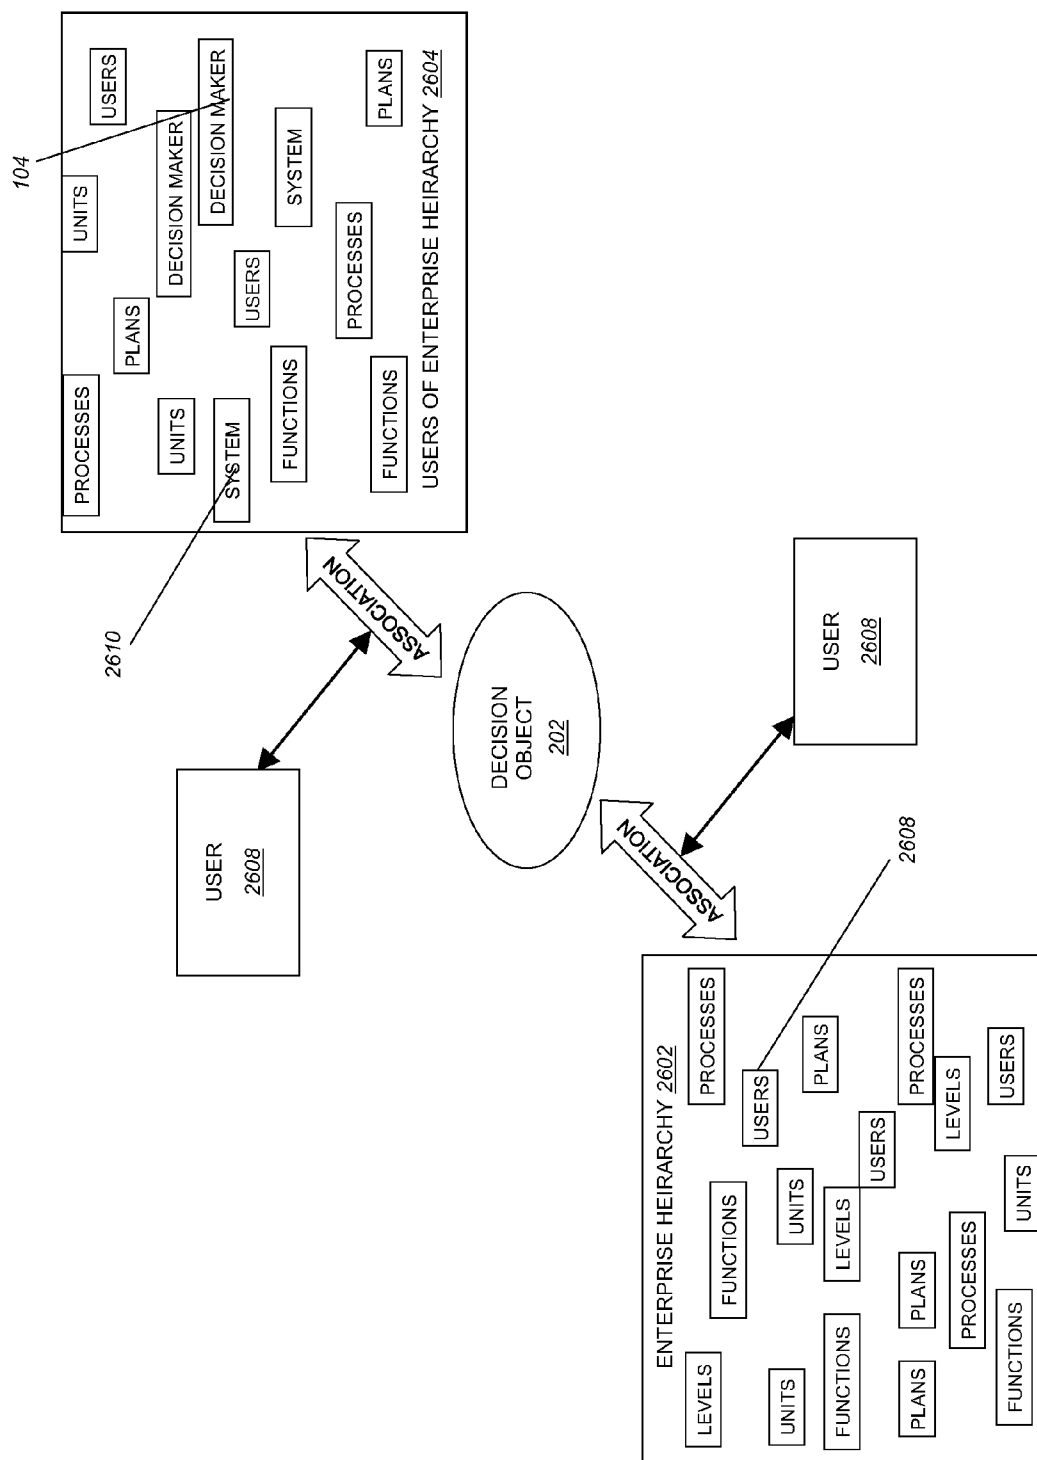 104
PROCESSES
UNITS
USERS
PLANS
UNITS
DECISION MAKER
SYSTEM
DECISION MAKER
USERS
FUNCTIONS
SYSTEM
PROCESSES
FUNCTIONS
PLANS
USERS OF ENTERPRISE HEIRARCHY 2604
2610
USER
2608
ASSOCIATION
DECISION
OBJECT
202
ASSOCIATION
USER
2608
2608
ENTERPRISE HEIRARCHY 2602
LEVELS
FUNCTIONS
PROCESSES
USERS
UNITS
UNITS
PLANS
FUNCTIONS
LEVELS
USERS
PLANS
PLANS
PROCESSES
PROCESSES
LEVELS
FUNCTIONS
UNITS
USERS